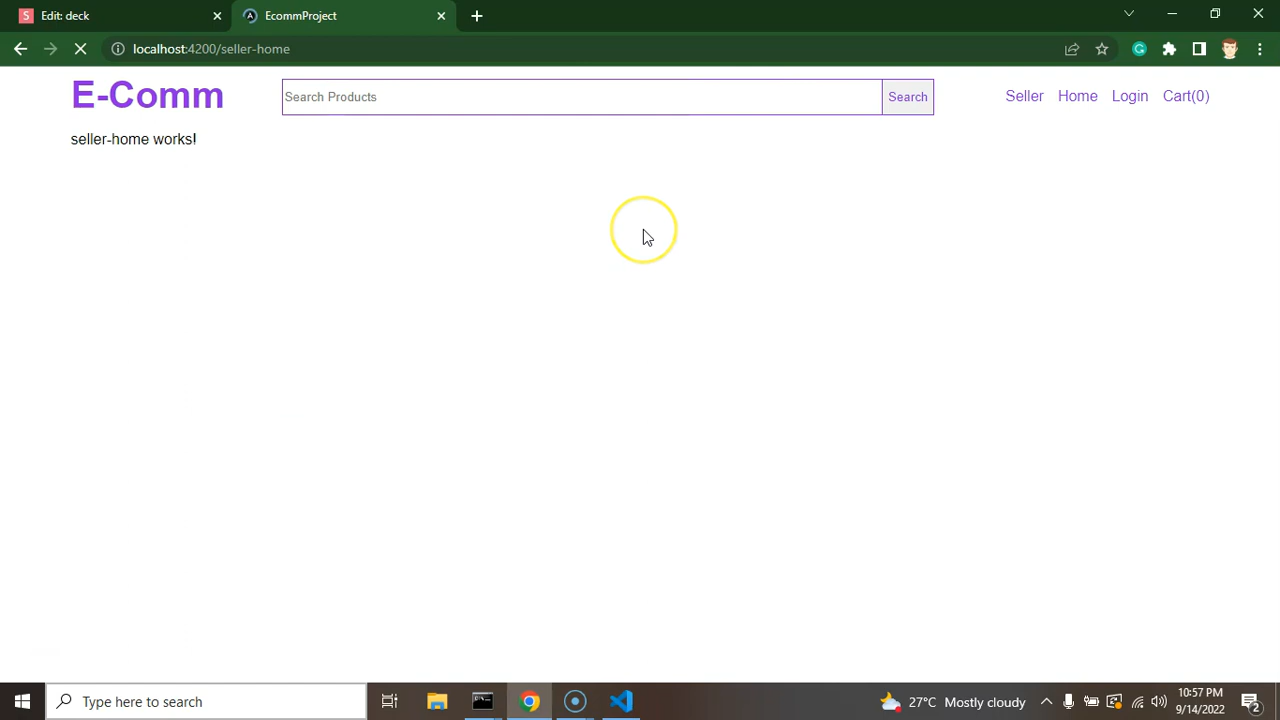 Edit: deck
EcommProject
localhost:4200/seller-home
E-Comm
Search Products
Search
Seller Home Login Cart(0)
seller-home works!
Type here to search
27°C Mostly cloudy
10:57 PM
9/14/2022
2